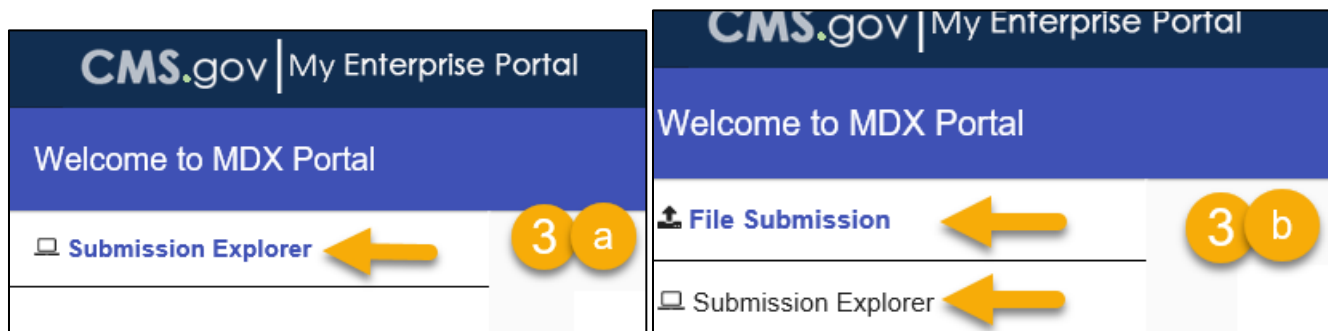 CMS.gov | My Enterprise Portal
Welcome to MDX Portal
Submission Explorer
3 a
CMS.gov | My Enterprise Portal
Welcome to MDX Portal
File Submission
3 b
Submission Explorer